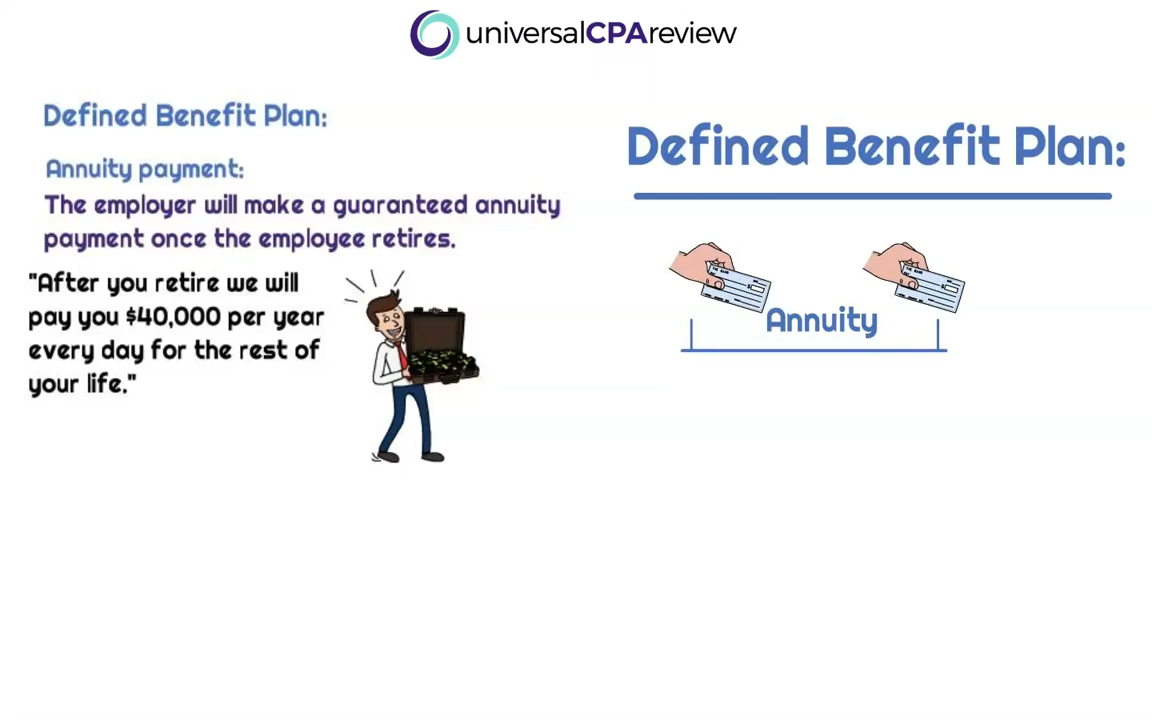 universalCPAreview
Defined Benefit Plan:
Annuity payment:
The employer will make a guaranteed annuity
payment once the employee retires.
"After you retire we will
pay you $40,000 per year
every day for the rest of
your life."
Defined Benefit Plan:
Annuity